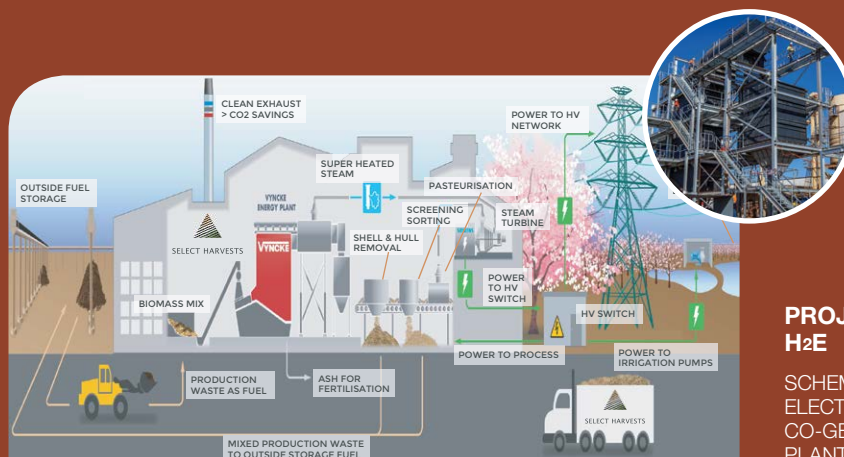 CLEAN EXHAUST
> CO2 SAVINGS
POWER TO HV
NETWORK
SUPER HEATED
STEAM
OUTSIDE FUEL
STORAGE
PASTEURISATION
VYNCKE
ENERGY PLANT
SCREENING
SORTING
STEAM
TURBINE
SELECT HARVESTS
VYNCKE
SHELL & HULL
REMOVAL
POWER
TO HV
SWITCH
BIOMASS MIX
HV SWITCH
POWER TO PROCESS
POWER TO
IRRIGATION PUMPS
PRODUCTION
WASTE AS FUEL
ASH FOR
FERTILISATION
SELECT HARVESTS
MIXED PRODUCTION WASTE
TO OUTSIDE STORAGE FUEL
PROJ
H2E
SCHEM
ELECT
CO-GE
PLANT